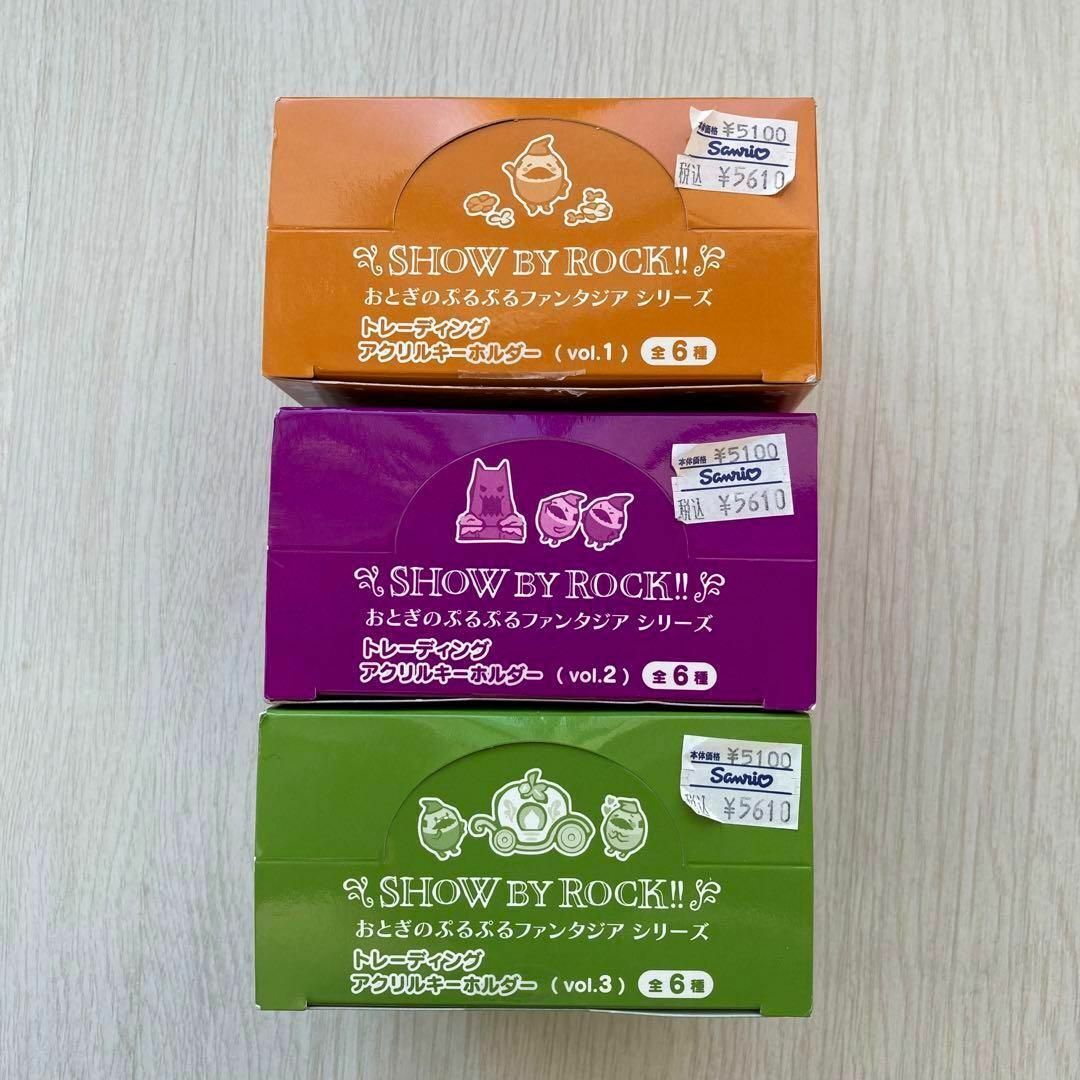 本体価格 ¥5100
Sanrio
税込 ¥5610
SHOW BY ROCK!!
おとぎのぷるぷるファンタジア シリーズ
トレーディング
アクリルキーホルダー (vol.1) 全6種
本体価格 ¥5100
Sanrio
税込 ¥5610
SHOW BY ROCK!!
おとぎのぷるぷるファンタジア シリーズ
トレーディング
アクリルキーホルダー (vol.2) 全6種
本体価格 ¥5100
Sanrio
税込 ¥5610
SHOW BY ROCK!!
おとぎのぷるぷるファンタジア シリーズ
トレーディング
アクリルキーホルダー (vol.3) 全6種